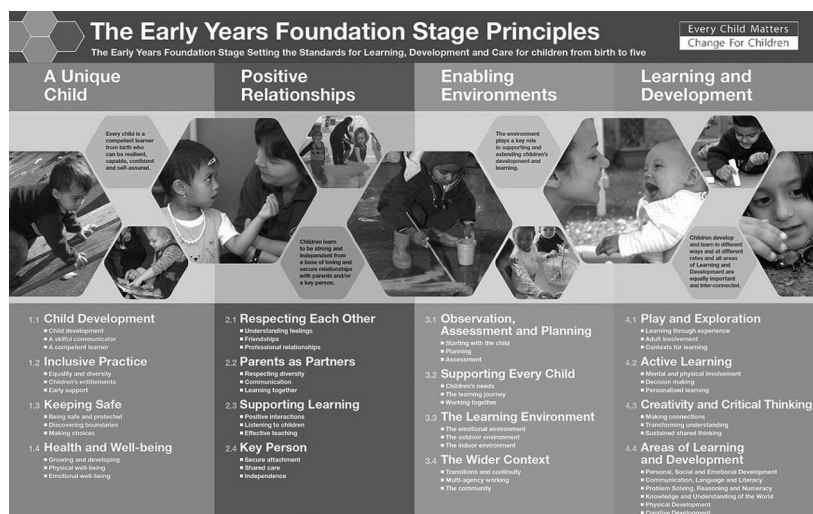 The Early Years Foundation Stage Principles
The Early Years Foundation Stage Setting the Standards for Learning, Development and Care for children from birth to five
Every Child Matters
Change For Children
A Unique
Child
Positive
Relationships
Enabling
Environments
Learning and
Development
Every child is a
competent learner
from birth who
can be resilient,
capable, confident
and self-assured.
Children learn
to be strong and
independent from
a base of loving and
secure relationships
with parents and/or
a key person.
The environment
plays a key role
in supporting and
extending children's
development and
learning.
Children develop
and learn in different
ways and at different
rates and all areas
of Learning and
Development are
equally important
and inter-connected.
1.1 Child Development
■ Child development
■ A skilful communicator
■ A competent learner
1.2 Inclusive Practice
■ Equality and diversity
■ Children's entitlements
■ Early support
1.3 Keeping Safe
■ Being safe and protected
■ Discovering boundaries
■ Making choices
1.4 Health and Well-being
■ Growing and developing
■ Physical well-being
■ Emotional well-being
2.1 Respecting Each Other
■ Understanding feelings
■ Friendships
■ Professional relationships
2.2 Parents as Partners
■ Respecting diversity
■ Communication
■ Learning together
2.3 Supporting Learning
■ Positive interactions
■ Listening to children
■ Effective teaching
2.4 Key Person
■ Secure attachment
■ Shared care
■ Independence
3.1 Observation,
Assessment and Planning
■ Starting with the child
■ Planning
■ Assessment
3.2 Supporting Every Child
■ Children's needs
■ The learning journey
■ Working together
3.3 The Learning Environment
■ The emotional environment
■ The outdoor environment
■ The indoor environment
3.4 The Wider Context
■ Transitions and continuity
■ Multi-agency working
■ The community
4.1 Play and Exploration
■ Learning through experience
■ Adult involvement
■ Contexts for learning
4.2 Active Learning
■ Mental and physical involvement
■ Decision making
■ Personalised learning
4.3 Creativity and Critical Thinking
■ Making connections
■ Transforming understanding
■ Sustained shared thinking
4.4 Areas of Learning
and Development
■ Personal, Social and Emotional Development
■ Communication, Language and Literacy
■ Problem Solving, Reasoning and Numeracy
■ Knowledge and Understanding of the World
■ Physical Development
■ Creative Development